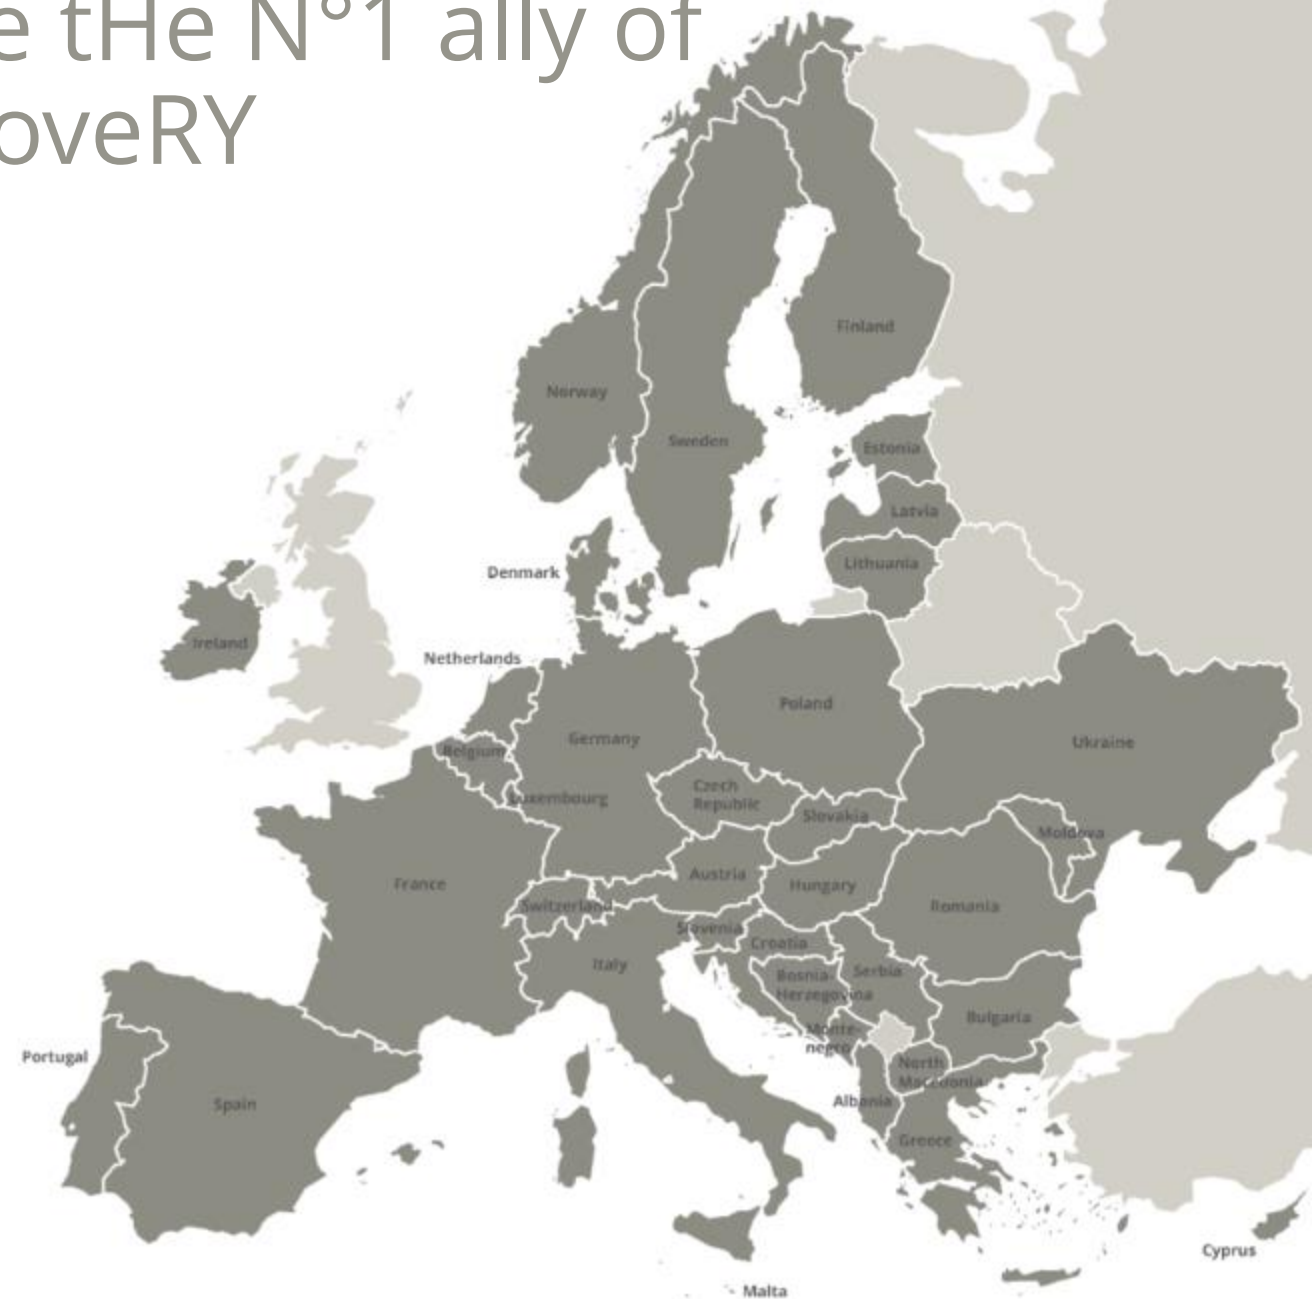 e tHe N°1 ally of
oveRY
Finland
Norway
Sweden
Estonia
Latvia
Lithuania
Denmark
Ireland
Netherlands
Poland
Germany
Belgium
Ukraine
Luxembourg
Czech
Republic
Slovakia
Moldova
Austria
France
Hungary
Switzerland
Romania
Slovenia
Croatia
Italy
Serbia
Bosnia-
Herzegovina
Bulgaria
Monte-
negro
Portugal
North
Macedonia
Spain
Albania
Greece
Cyprus
Malta